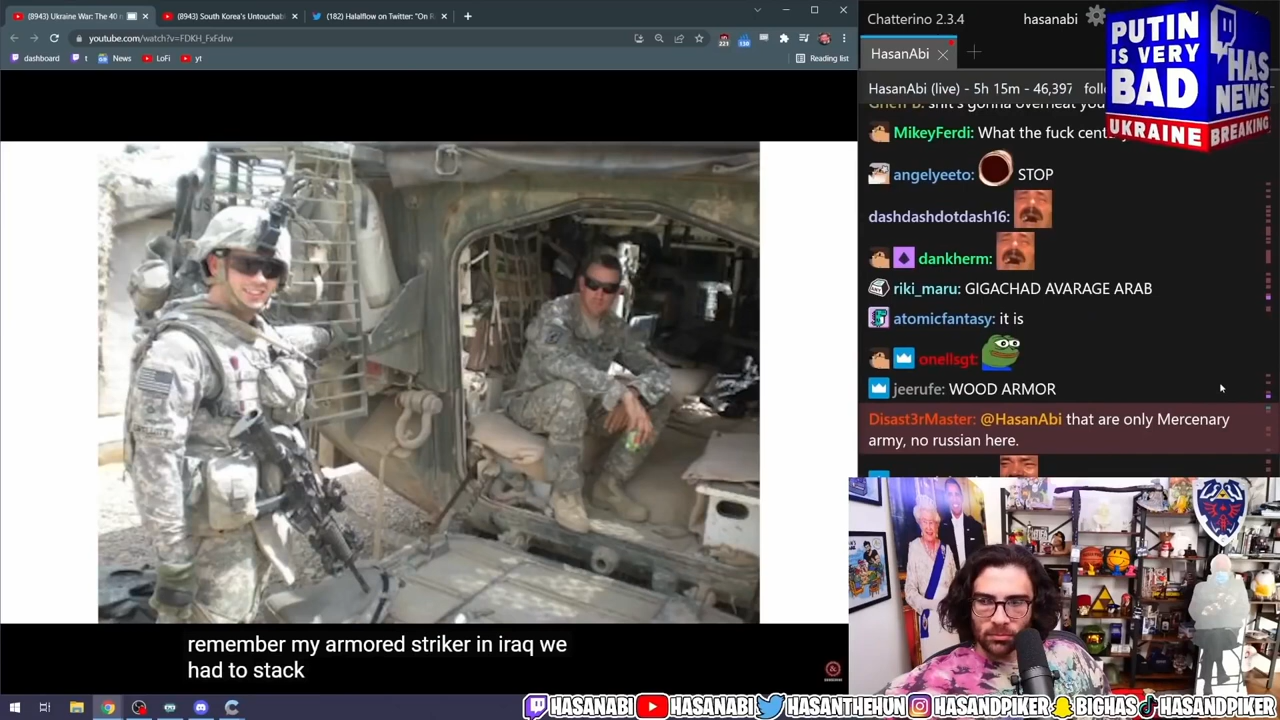 (8943) Ukraine War: The 40
(8943) South Korea's Untouchab
(182) Halalflow on Twitter: "On
youtube.com/watch?v=FDKH_FxFdrw
221
138
dashboard
t
News
LoFi
yt
Reading list
remember my armored striker in iraq we
had to stack
Chatterino 2.3.4
hasanabi
HasanAbi
HasanAbi (live) - 5h 15m - 46,397
MikeyFerdi: What the fuck
angelyeeto: STOP
dashdashdotdash16:
dankherm:
riki_maru: GIGACHAD AVARAGE ARAB
atomicfantasy: it is
onellsgt:
jeerufe: WOOD ARMOR
Disast3rMaster: @HasanAbi that are only Mercenary
army, no russian here.
PUTIN
IS VERY
BAD
HAS
NEWS
UKRAINE
BREAKING
HASANABI
HASANABI
HASANTHEHUN
HASANDPIKER
BIGHAS
HASANDPIKER